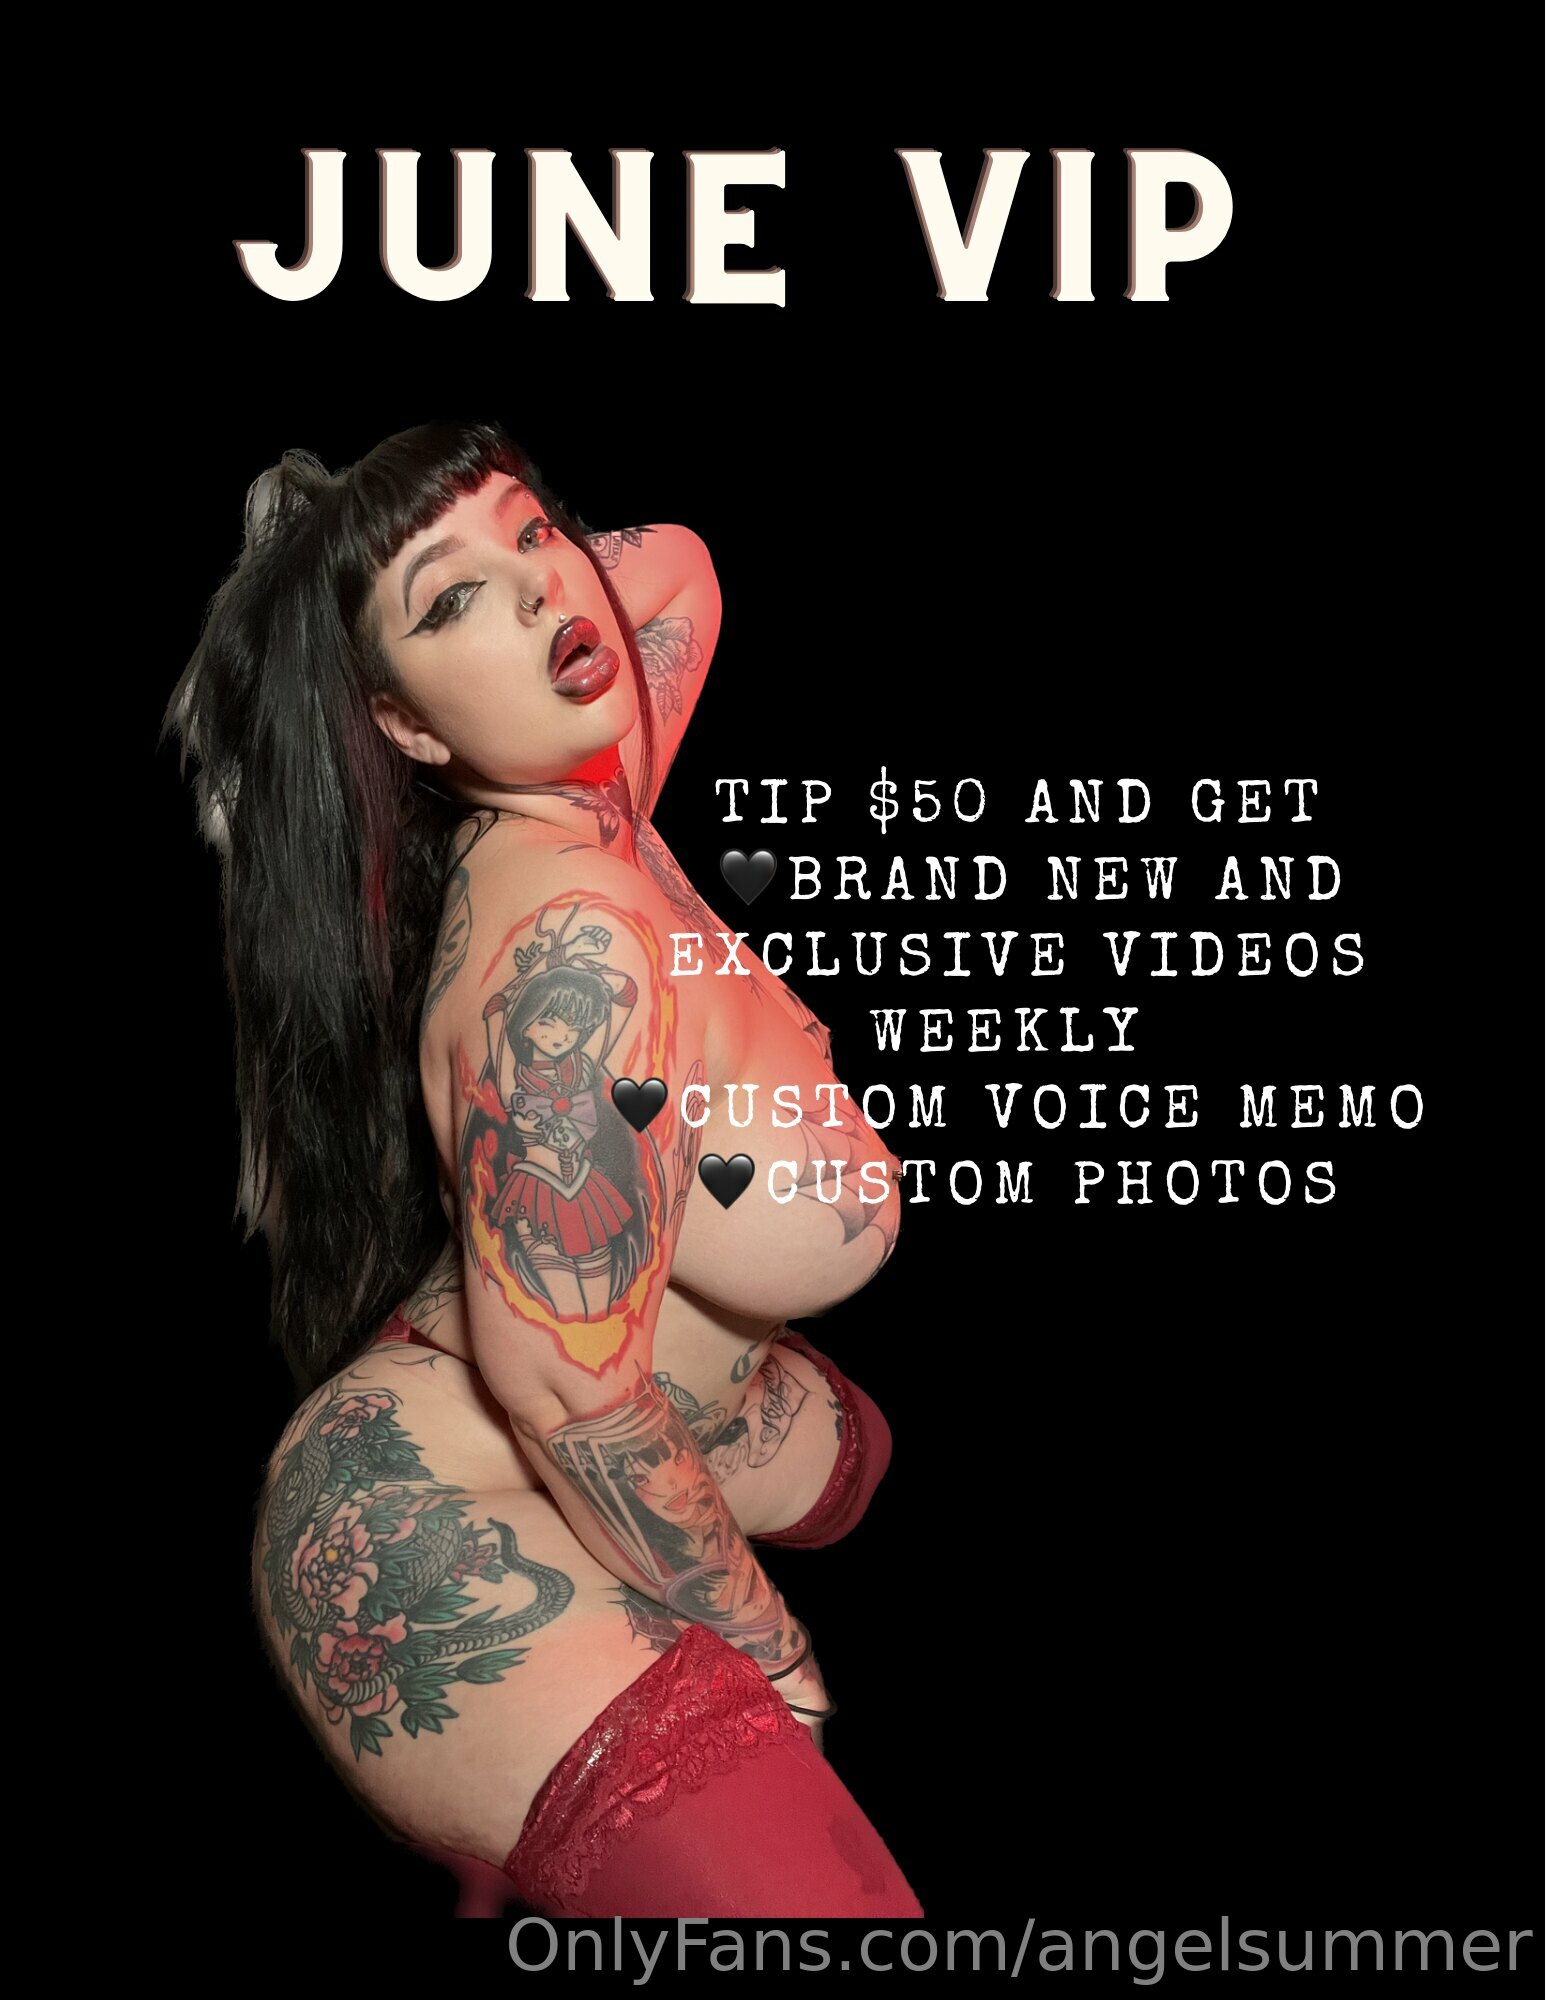 JUNE VIP
TIP $50 AND GET
🖤BRAND NEW AND
EXCLUSIVE VIDEOS
WEEKLY
🖤CUSTOM VOICE MEMO
🖤CUSTOM PHOTOS
OnlyFans.com/angelsummer